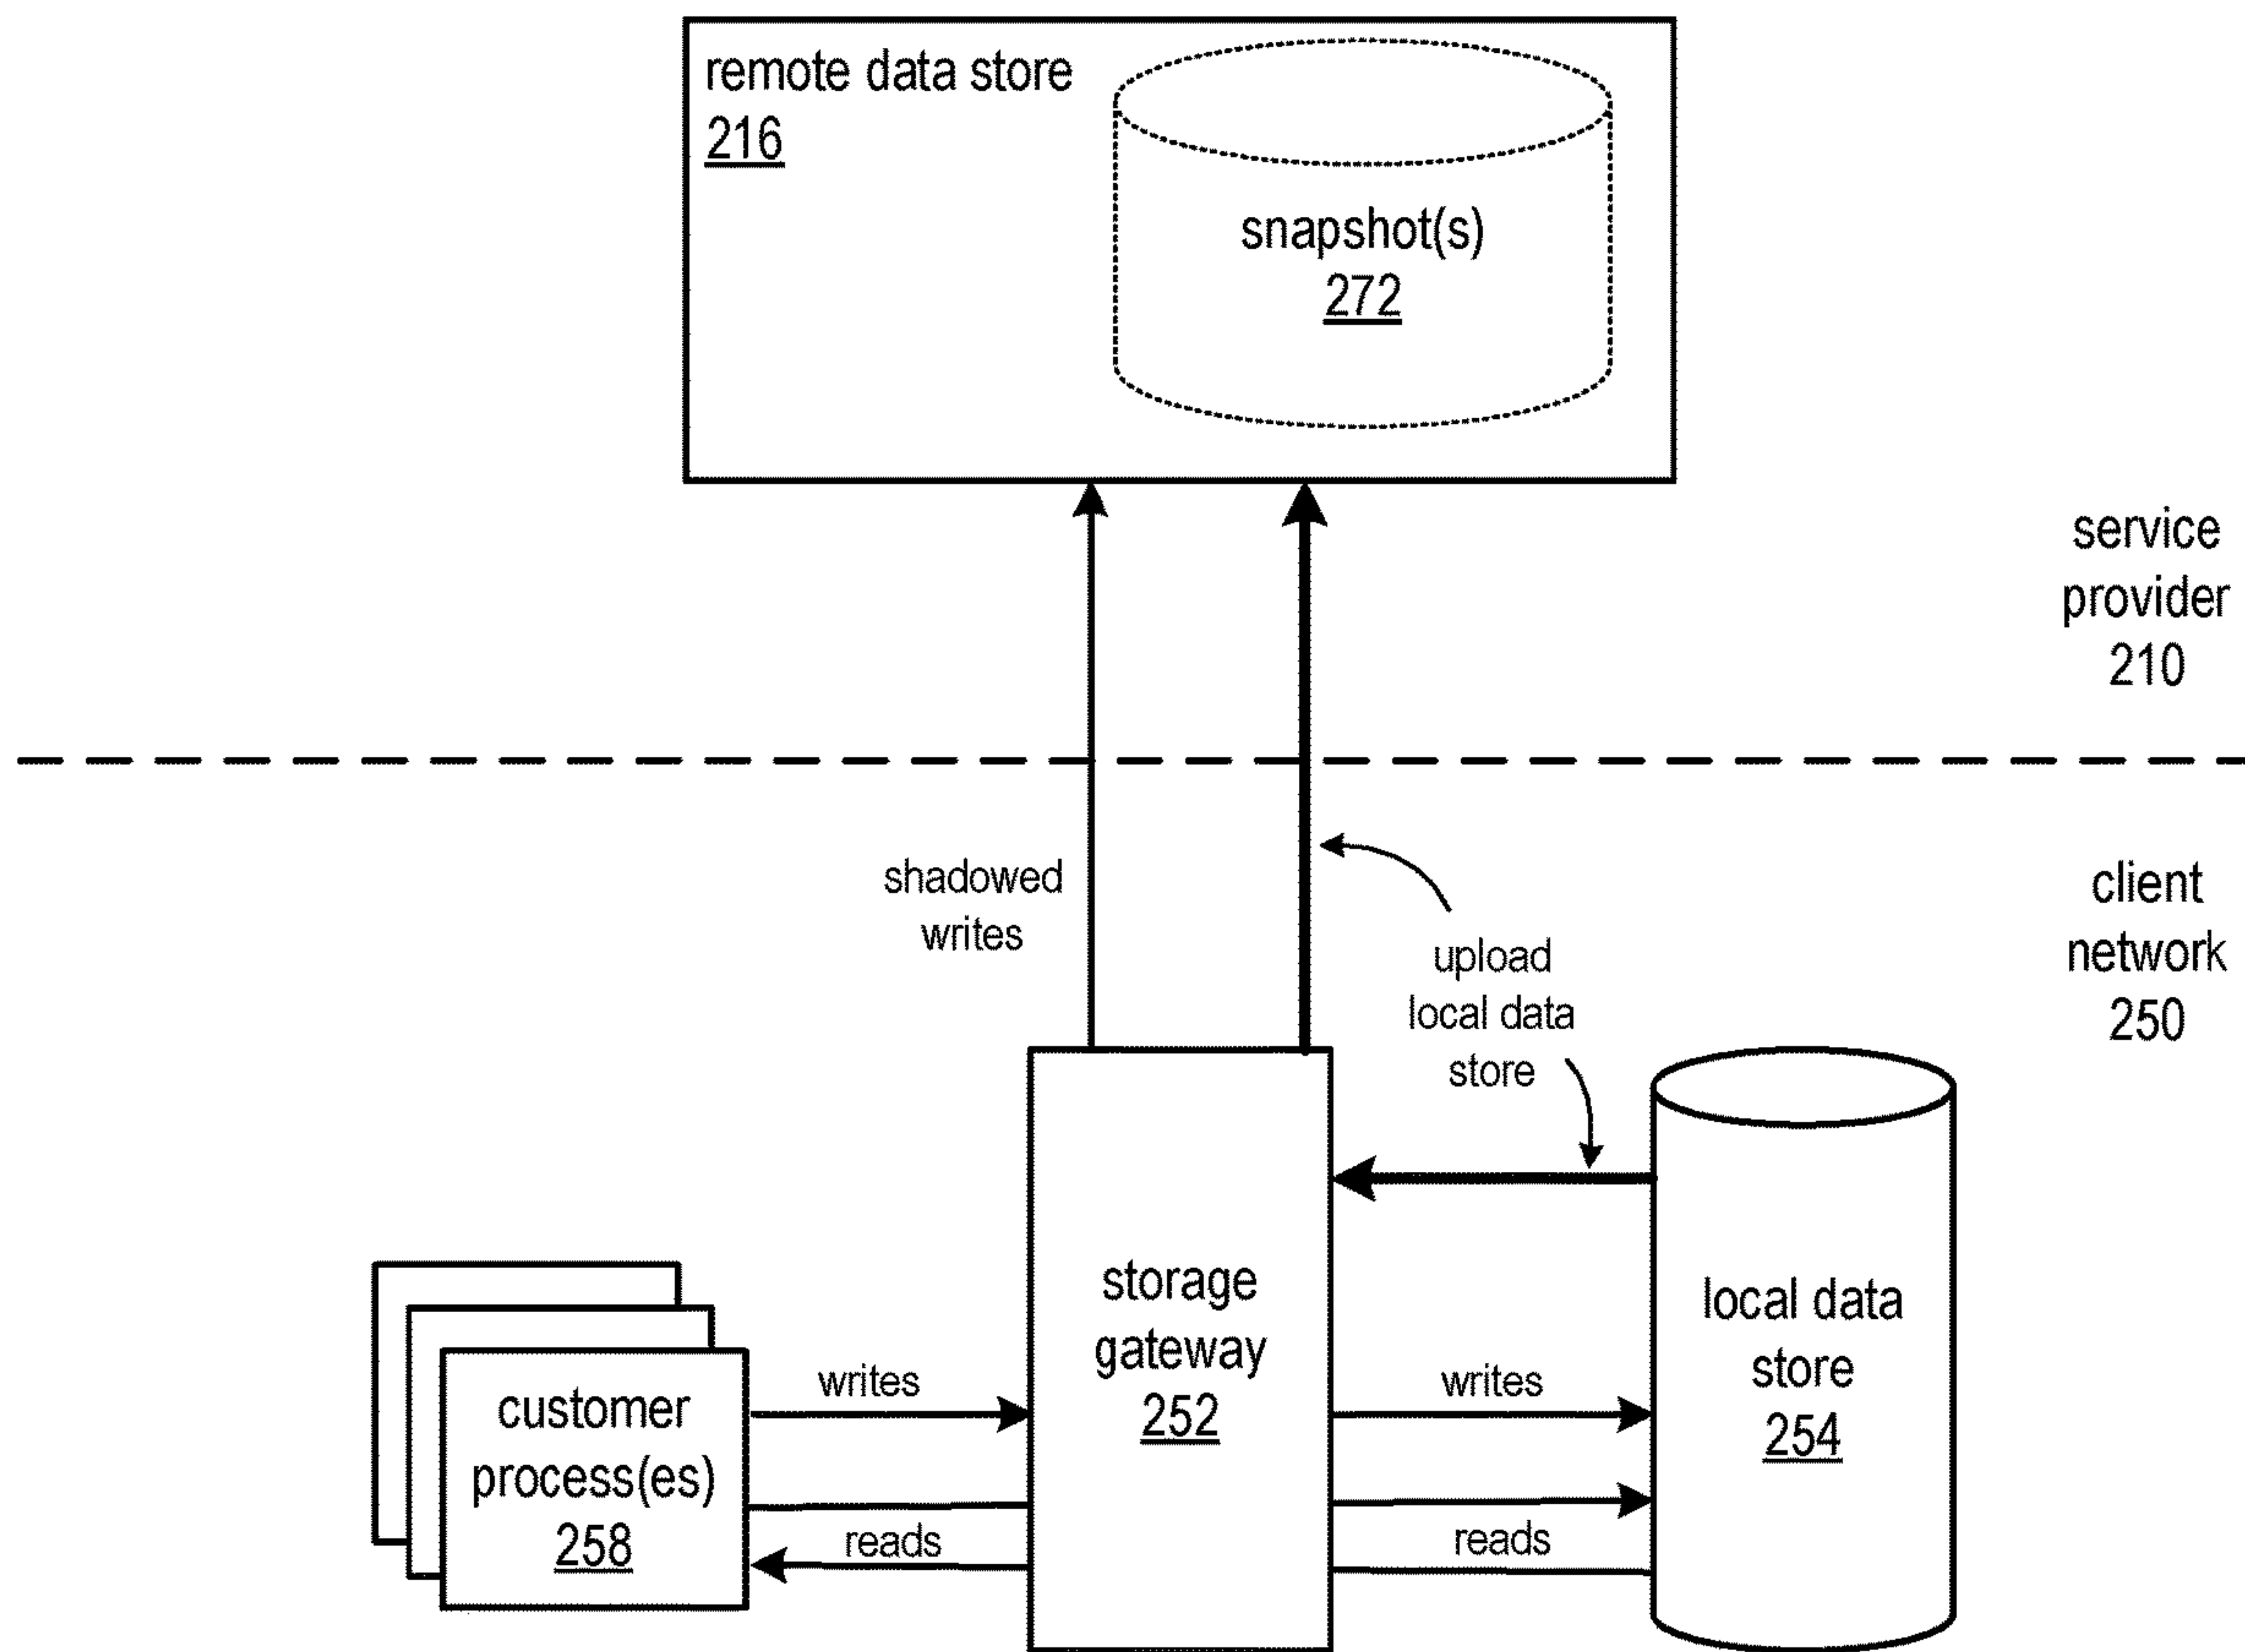 remote data store
216
snapshot(s)
272
service
provider
210
shadowed
writes
client
network
250
upload
local data
store
storage
gateway
252
local data
store
254
customer
process(es)
258
writes
reads
writes
reads